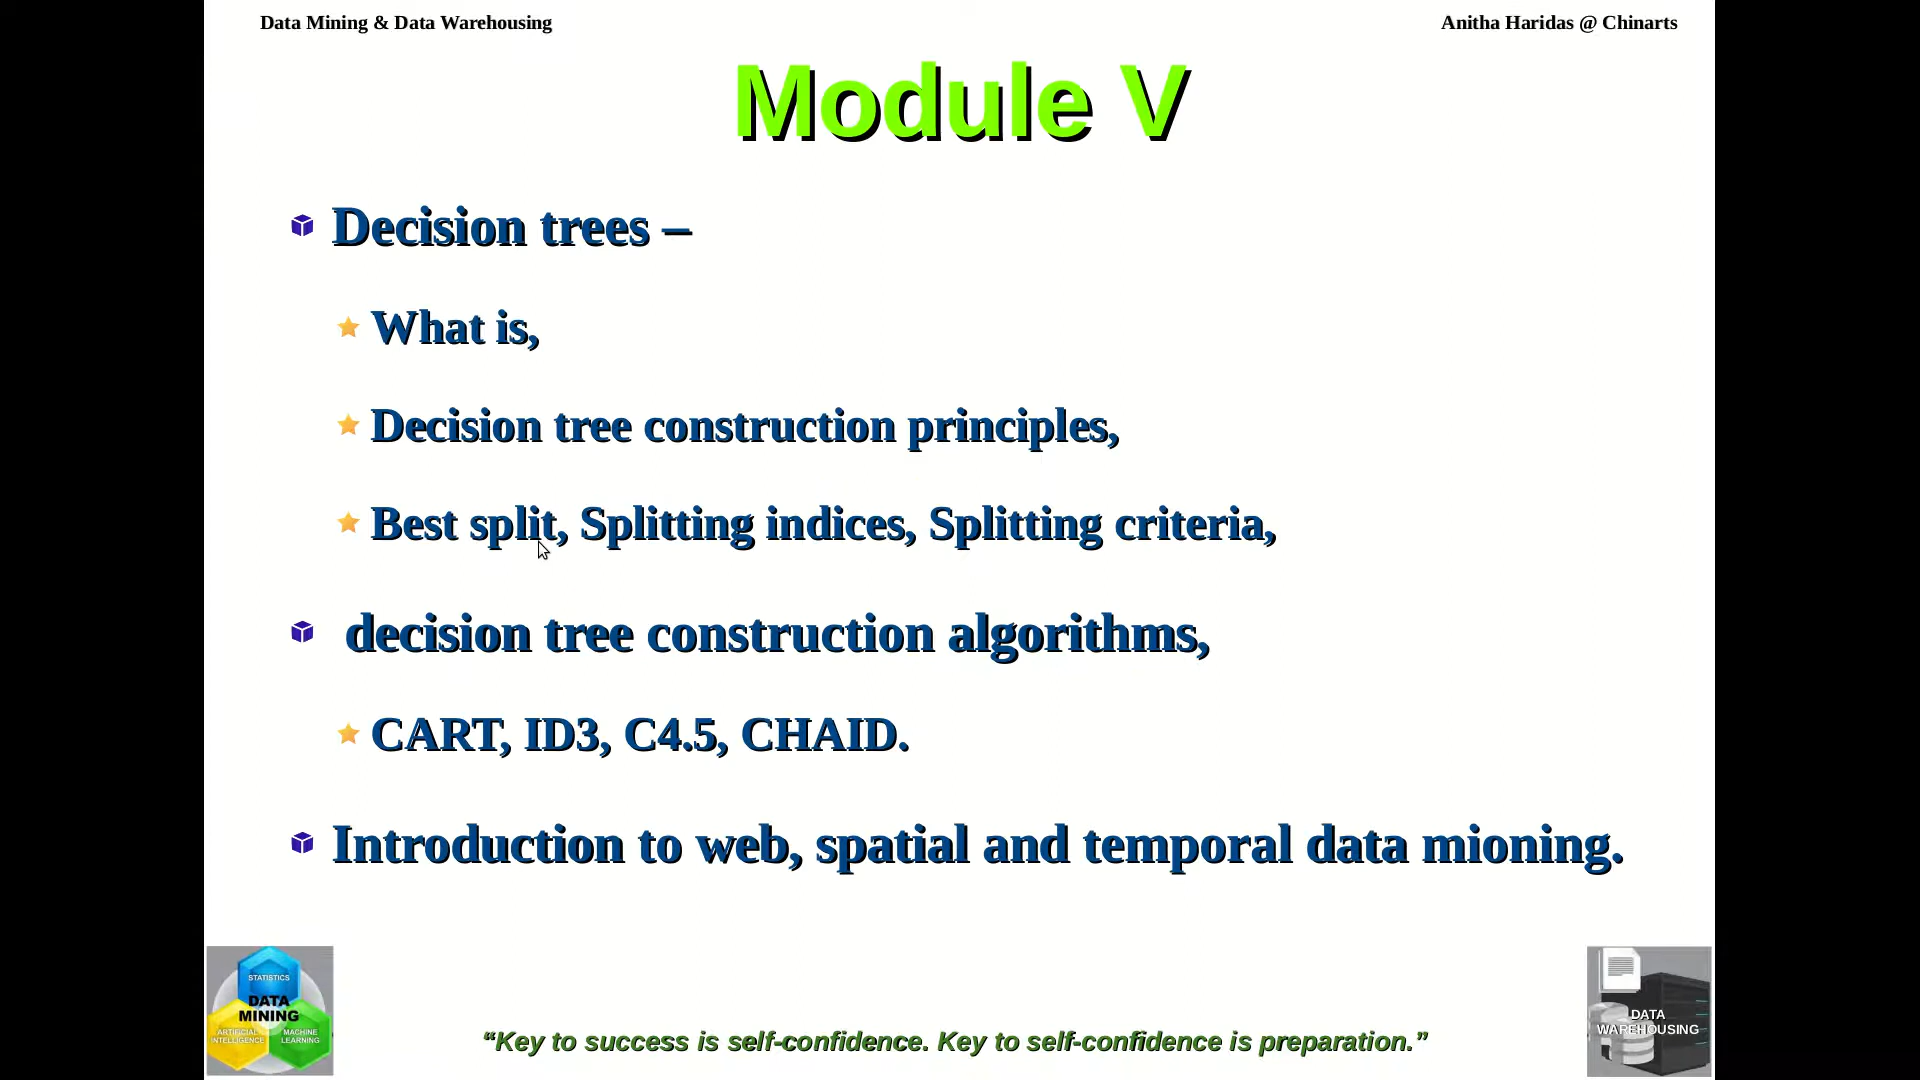 Data Mining & Data Warehousing
Anitha Haridas @ Chinarts
Module V
Decision trees –
What is,
Decision tree construction principles,
Best split, Splitting indices, Splitting criteria,
decision tree construction algorithms,
CART, ID3, C4.5, CHAID.
Introduction to web, spatial and temporal data mioning.
STATISTICS
DATA
MINING
ARTIFICIAL
INTELLIGENCE
MACHINE
LEARNING
“Key to success is self-confidence. Key to self-confidence is preparation.”
DATA
WAREHOUSING